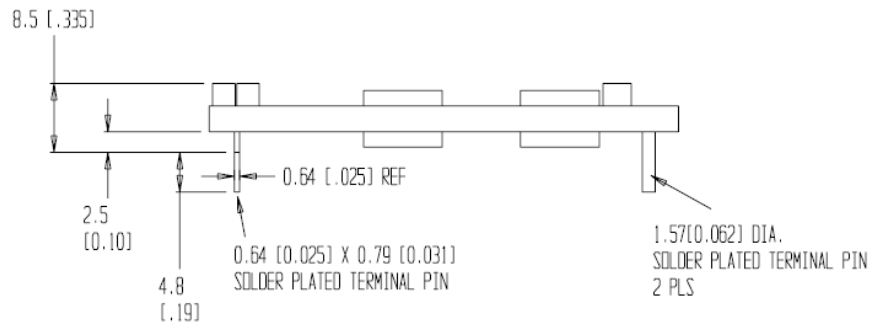 8.5 [.335]
0.64 [.025] REF
2.5
[0.10]
0.64 [0.025] X 0.79 [0.031]
SOLDER PLATED TERMINAL PIN
4.8
[.19]
1.57[0.062] DIA.
SOLDER PLATED TERMINAL PIN
2 PLS